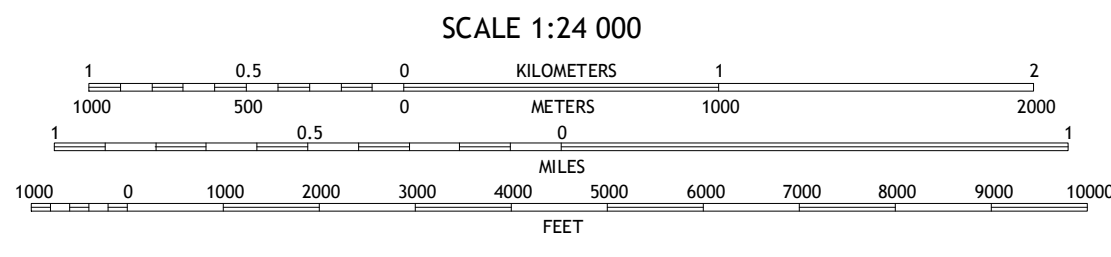 SCALE 1:24 000
1 0.5 0 KILOMETERS 1 2
1000 500 0 METERS 1000 2000
1 0.5 0 1
MILES
1000 0 1000 2000 3000 4000 5000 6000 7000 8000 9000 10000
FEET